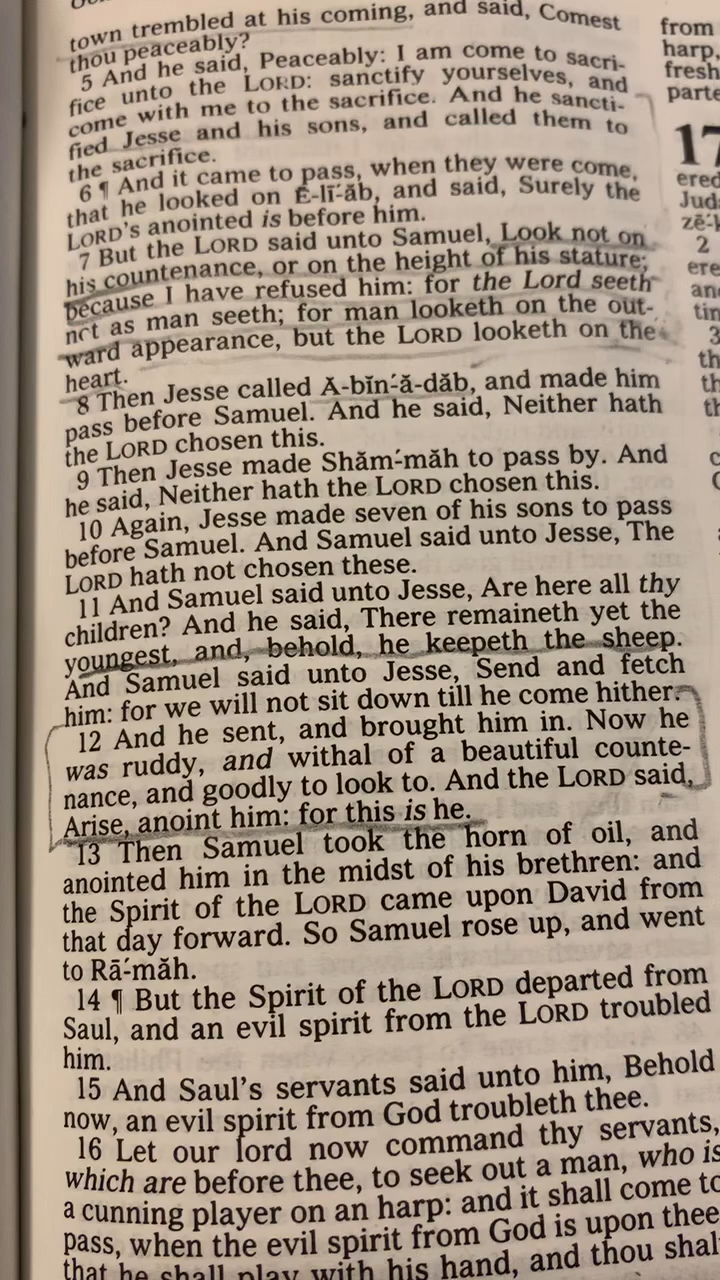 town trembled at his coming, and said, Comest
thou peaceably?
5 And he said, Peaceably: I am come to sacri-
fice unto the LORD: sanctify yourselves, and
come with me to the sacrifice. And he sancti-
fied Jesse and his sons, and called them to
the sacrifice.
6 ¶ And it came to pass, when they were come,
that he looked on Ē-lī´-ăb, and said, Surely the
LORD's anointed is before him.
7 But the LORD said unto Samuel, Look not on
his countenance, or on the height of his stature;
because I have refused him: for the Lord seeth
not as man seeth; for man looketh on the out-
ward appearance, but the LORD looketh on the
heart.
8 Then Jesse called Ă-bĭn´-ă-dăb, and made him
pass before Samuel. And he said, Neither hath
the LORD chosen this.
9 Then Jesse made Shăm´-măh to pass by. And
he said, Neither hath the LORD chosen this.
10 Again, Jesse made seven of his sons to pass
before Samuel. And Samuel said unto Jesse, The
LORD hath not chosen these.
11 And Samuel said unto Jesse, Are here all thy
children? And he said, There remaineth yet the
youngest, and, behold, he keepeth the sheep.
And Samuel said unto Jesse, Send and fetch
him: for we will not sit down till he come hither.
12 And he sent, and brought him in. Now he
was ruddy, and withal of a beautiful counte-
nance, and goodly to look to. And the LORD said,
Arise, anoint him: for this is he.
13 Then Samuel took the horn of oil, and
anointed him in the midst of his brethren: and
the Spirit of the LORD came upon David from
that day forward. So Samuel rose up, and went
to Rā´-măh.
14 ¶ But the Spirit of the LORD departed from
Saul, and an evil spirit from the LORD troubled
him.
15 And Saul's servants said unto him, Behold
now, an evil spirit from God troubleth thee.
16 Let our lord now command thy servants,
which are before thee, to seek out a man, who is
a cunning player on an harp: and it shall come to
pass, when the evil spirit from God is upon thee
that he shall play with his hand, and thou shal
from
harp,
fresh
parte
17
ered
Jud
zē´-k
2
ere
an
tin
3
th
th
th